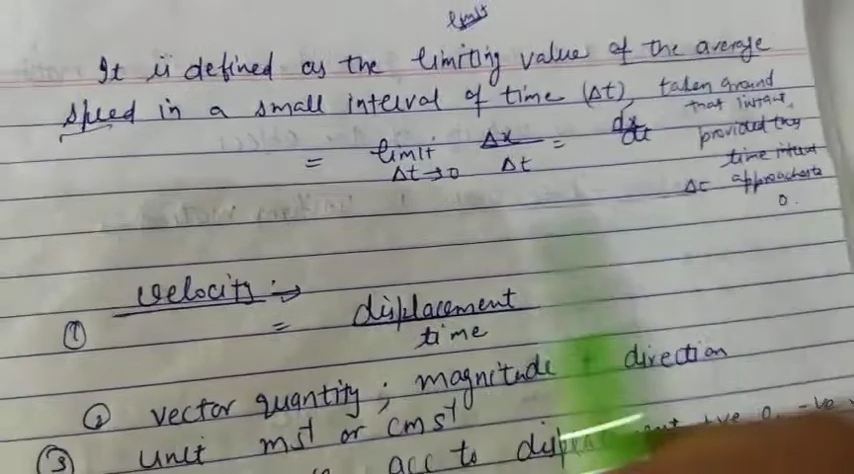 limit
It is defined as the limiting value of the average
speed in a small interval of time (Δt), taken around
that instant,
= limit Δx = dx
Δt→0 Δt dt
provided the
time
Δt approaches to
0.
Velocity :→
① = displacement
time
② vector quantity ; magnitude + direction
③ unit ms⁻¹ or cms⁻¹
acc to